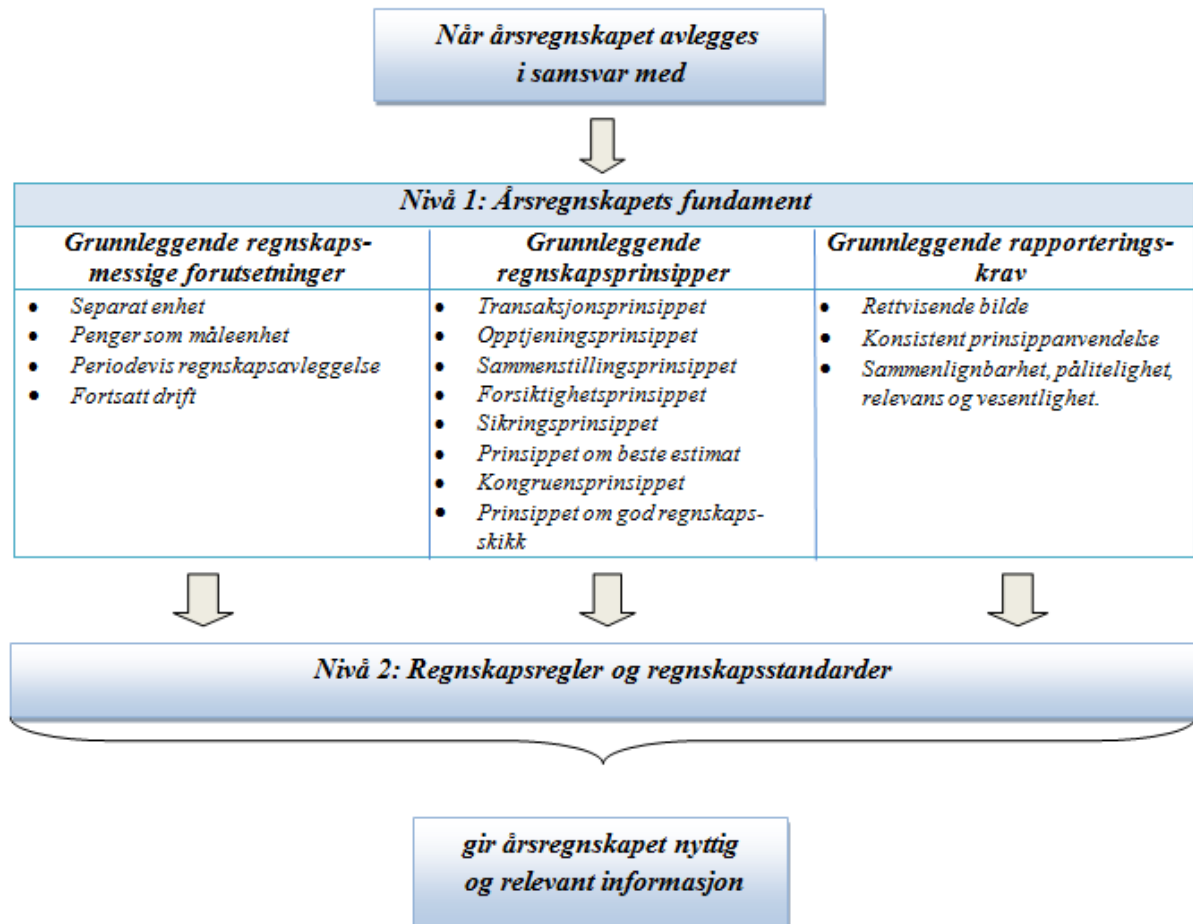 Når årsregnskapet avlegges
i samsvar med
Nivå 1: Årsregnskapets fundament
Grunnleggende regnskaps-
messige forutsetninger
• Separat enhet
• Penger som måleenhet
• Periodevis regnskapsavleggelse
• Fortsatt drift
Grunnleggende
regnskapsprinsipper
• Transaksjonsprinsippet
• Opptjeningsprinsippet
• Sammenstillingsprinsippet
• Forsiktighetsprinsippet
• Sikringsprinsippet
• Prinsippet om beste estimat
• Kongruensprinsippet
• Prinsippet om god regnskaps-
skikk
Grunnleggende rapporterings-
krav
• Rettvisende bilde
• Konsistent prinsippanvendelse
• Sammenlignbarhet, pålitelighet,
relevans og vesentlighet.
Nivå 2: Regnskapsregler og regnskapsstandarder
gir årsregnskapet nyttig
og relevant informasjon